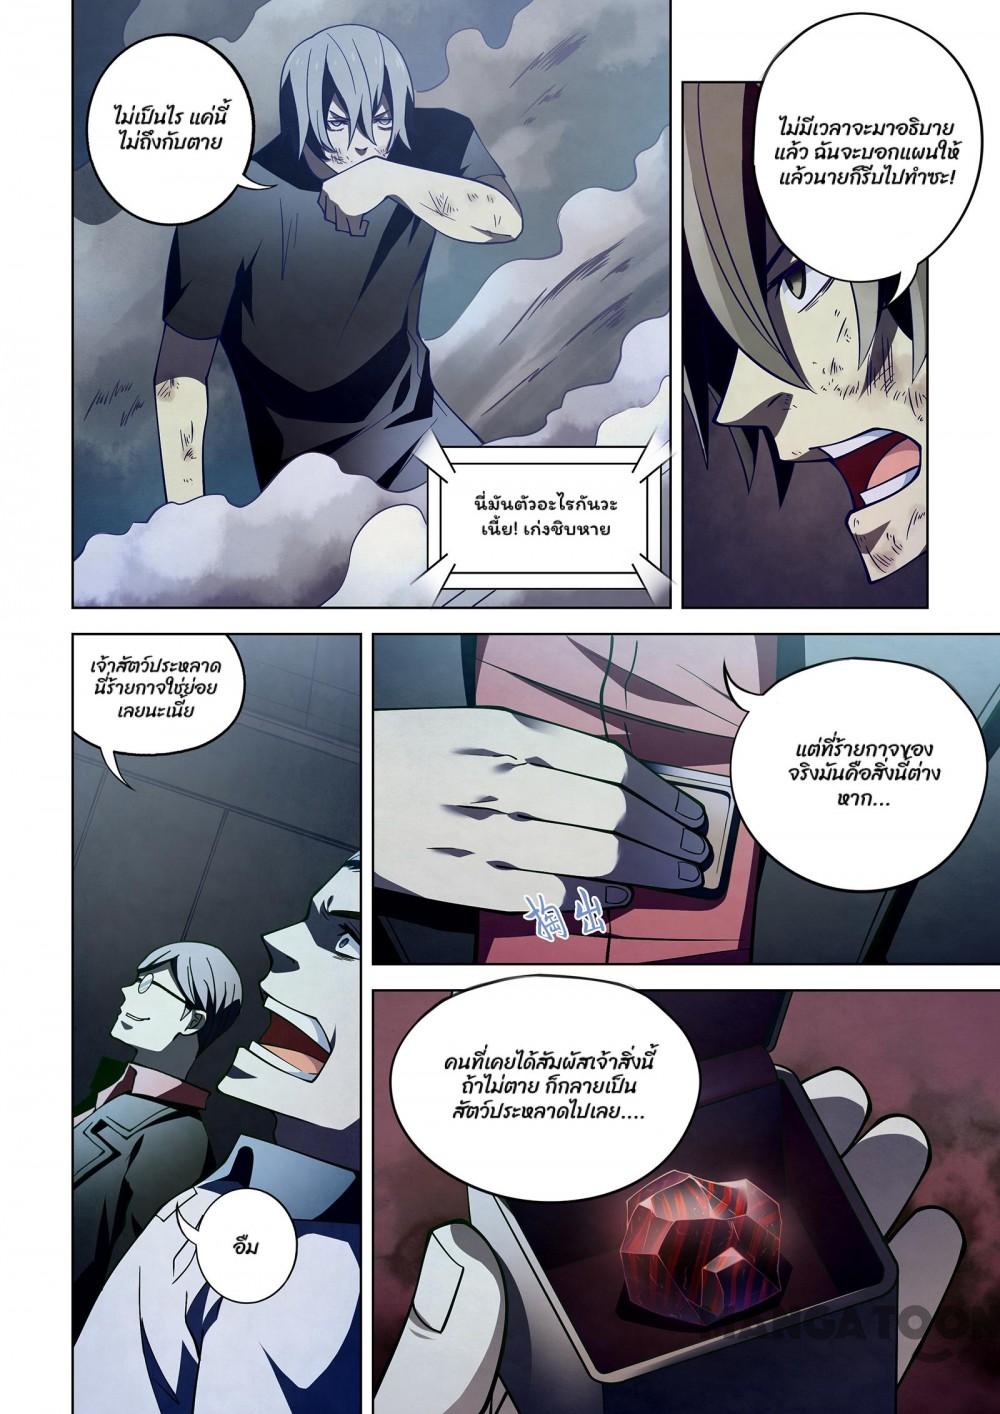 ไม่เป็นไร แค่นี้
ไม่ถึงกับตาย
ไม่มีเวลาจะมาอธิบาย
แล้ว ฉันจะบอกแผนให้
แล้วนายก็รีบไปทำซะ!
นี่มันตัวอะไรกันวะ
เนี้ย! เก่งชิบหาย
เจ้าสัตว์ประหลาด
นี่ร้ายกาจใช่ย่อย
เลยนะเนี้ย
แต่ที่ร้ายกาจของ
จริงมันคือสิ่งนี้ต่าง
หาก...
掏出
คนที่เคยได้สัมผัสเจ้าสิ่งนี้
ถ้าไม่ตาย ก็กลายเป็น
สัตว์ประหลาดไปเลย....
อืม
MANGATOON